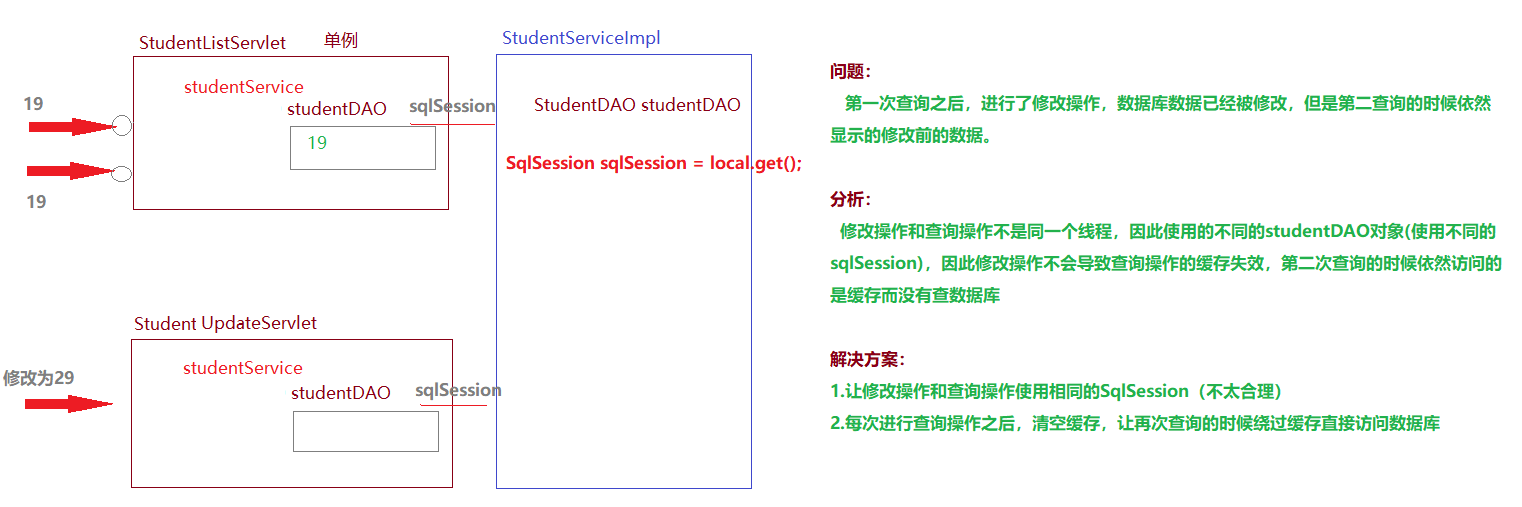 StudentListServlet 单例
studentService
studentDAO
sqlSession
19
19
19
StudentServiceImpl
StudentDAO studentDAO
SqlSession sqlSession = local.get();
Student UpdateServlet
studentService
studentDAO
sqlSession
修改为29
问题：
第一次查询之后，进行了修改操作，数据库数据已经被修改，但是第二查询的时候依然
显示的修改前的数据。
分析：
修改操作和查询操作不是同一个线程，因此使用的不同的studentDAO对象(使用不同的
sqlSession)，因此修改操作不会导致查询操作的缓存失效，第二次查询的时候依然访问的
是缓存而没有查数据库
解决方案：
1.让修改操作和查询操作使用相同的SqlSession（不太合理）
2.每次进行查询操作之后，清空缓存，让再次查询的时候绕过缓存直接访问数据库